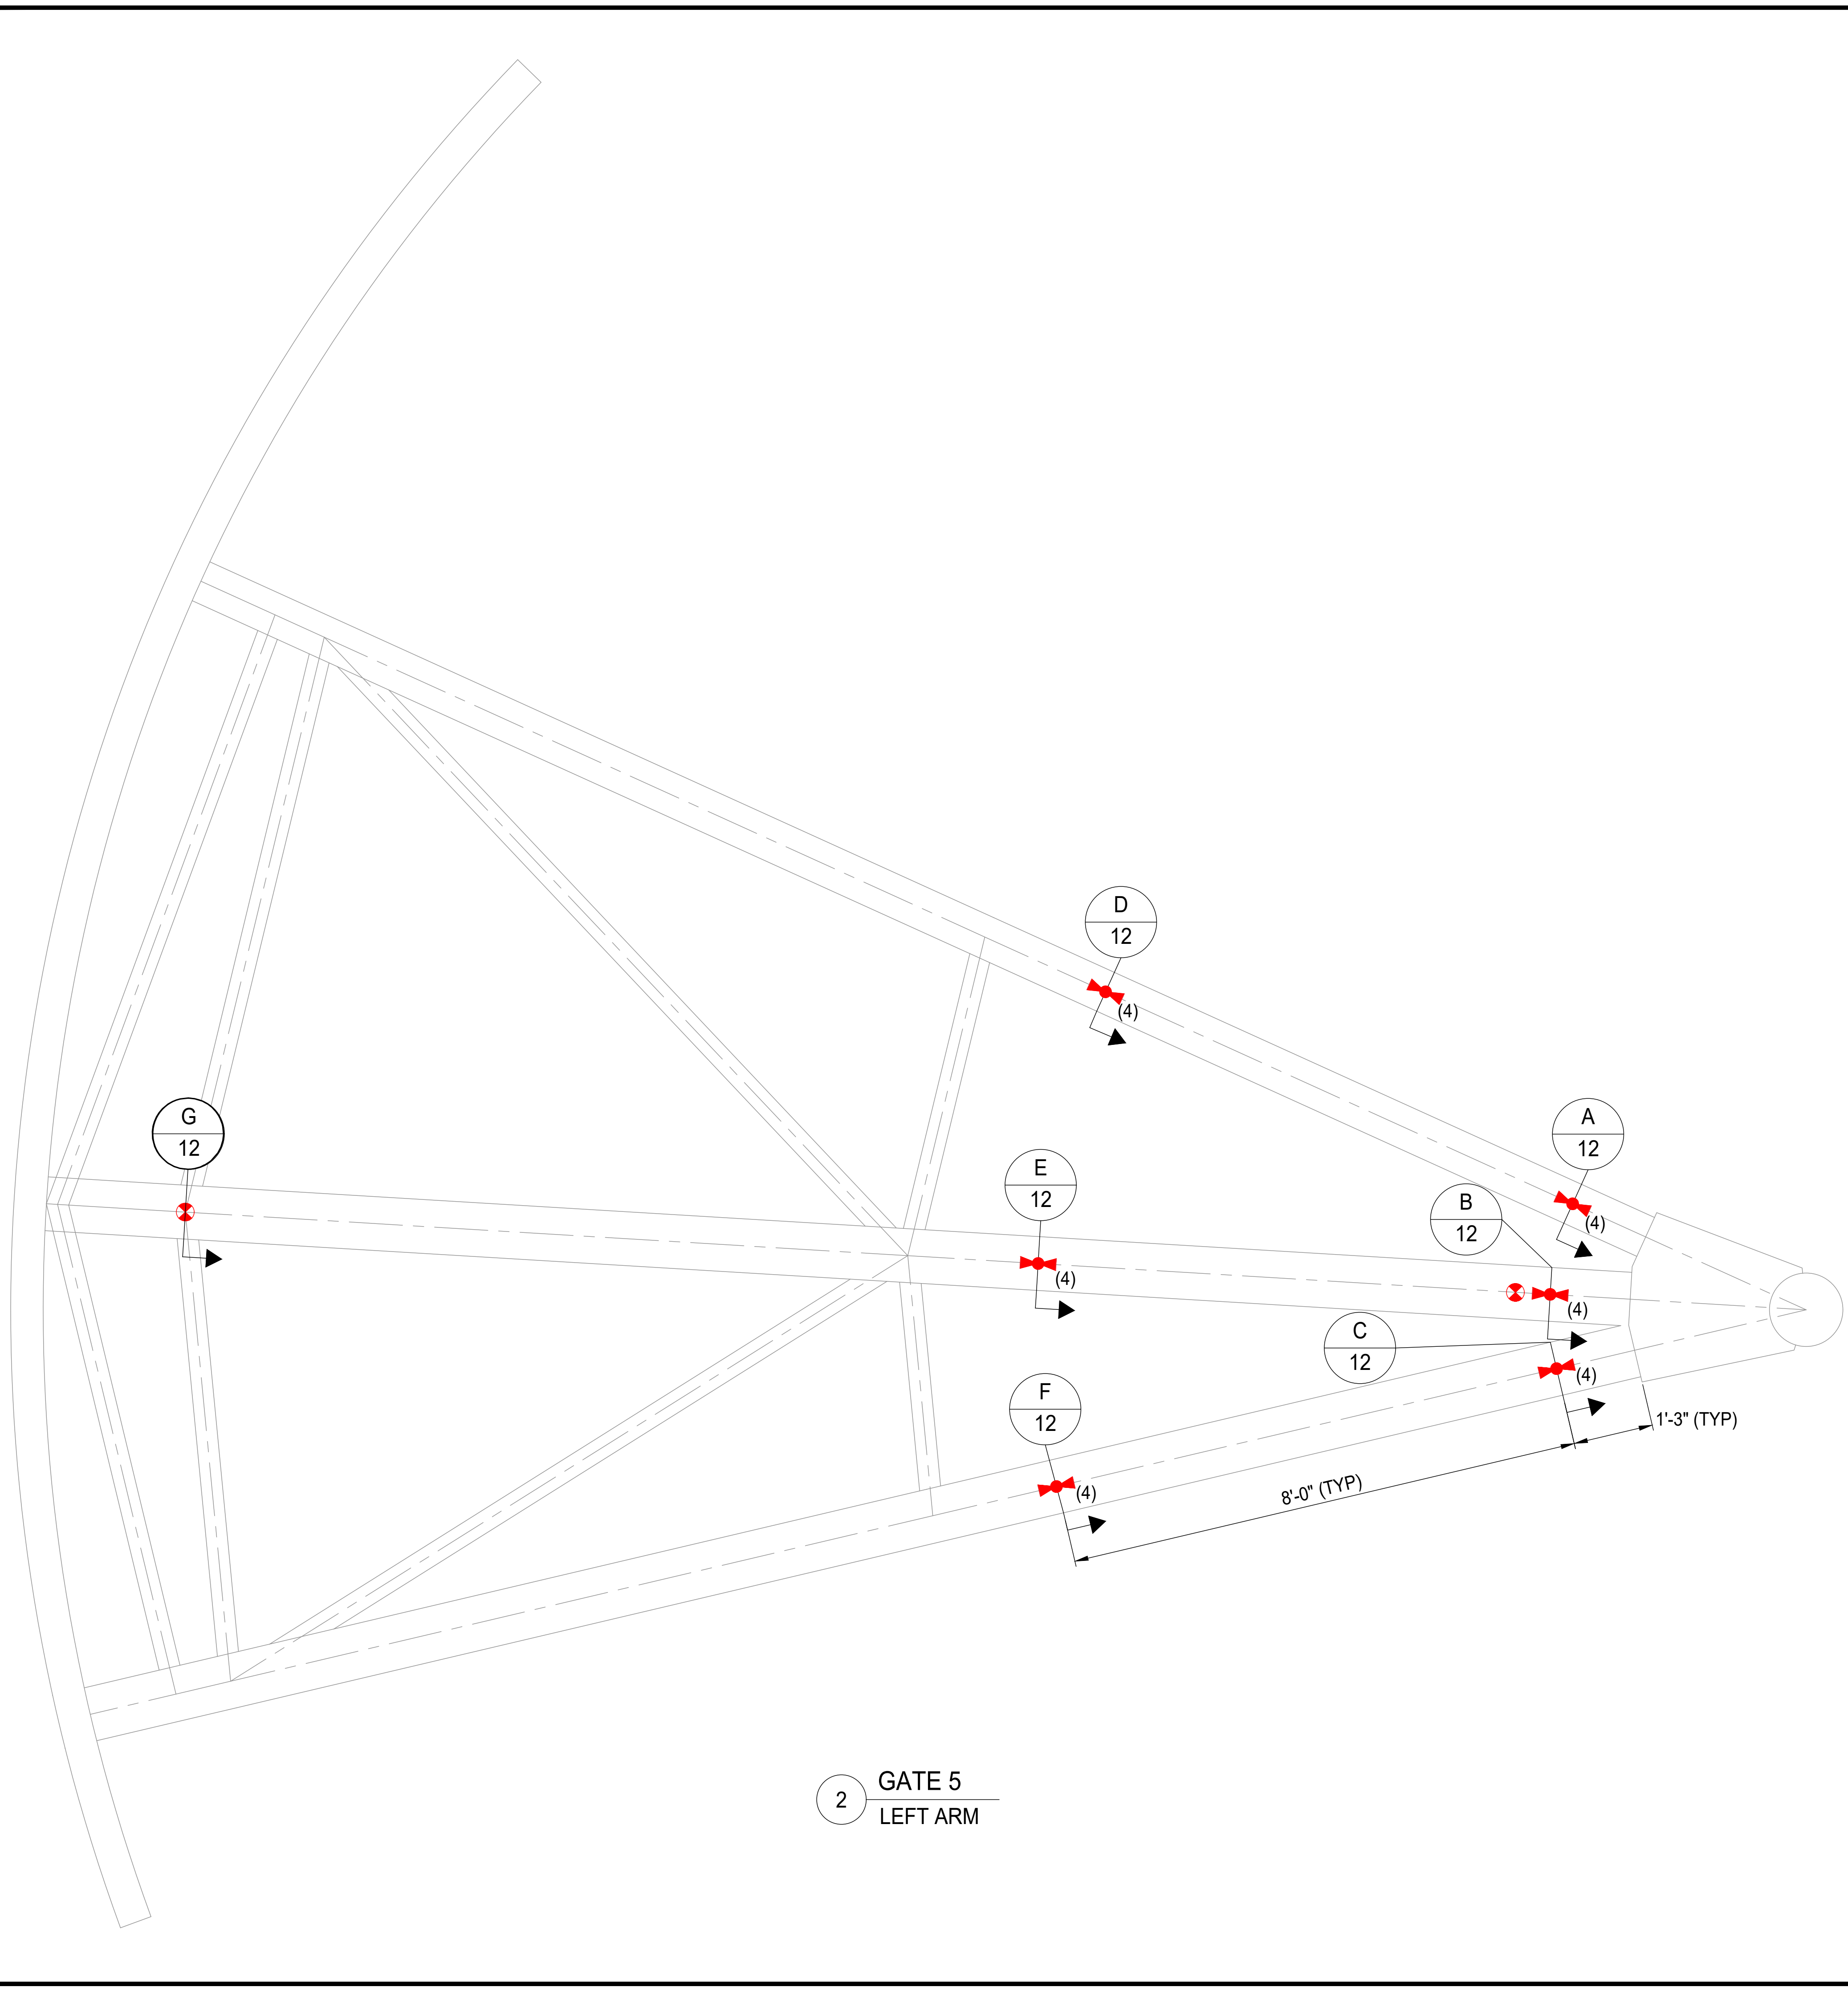 D
12
(4)
G
12
A
12
(4)
E
12
(4)
B
12
(4)
C
12
(4)
F
12
(4)
1'-3" (TYP)
8'-0" (TYP)
2
GATE 5
LEFT ARM